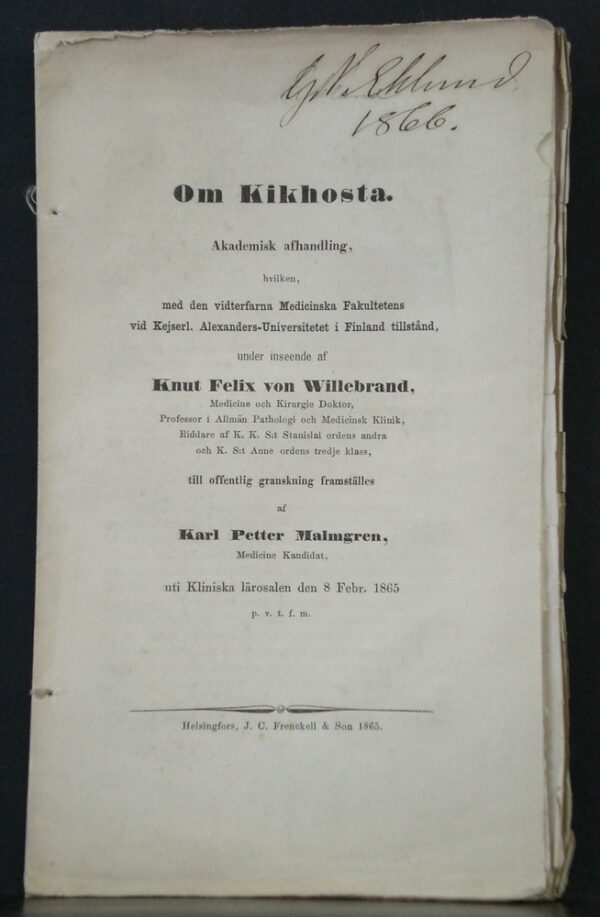 Eklund.
1866.
Om Kikhosta.
Akademisk afhandling,
hvilken,
med den vidterfarna Medicinska Fakultetens
vid Kejserl. Alexanders-Universitetet i Finland tillstånd,
under inseende af
Knut Felix von Willebrand,
Medicine och Kirurgie Doktor,
Professor i Allmän Pathologi och Medicinsk Klinik,
Riddare af K. K. S:t Stanislai ordens andra
och K. S:t Anne ordens tredje klass,
till offentlig granskning framställes
af
Karl Petter Malmgren,
Medicine Kandidat,
uti Kliniska lärosalen den 8 Febr. 1865
p. v. t. f. m.
Helsingfors, J. C. Frenckell & Son 1865.